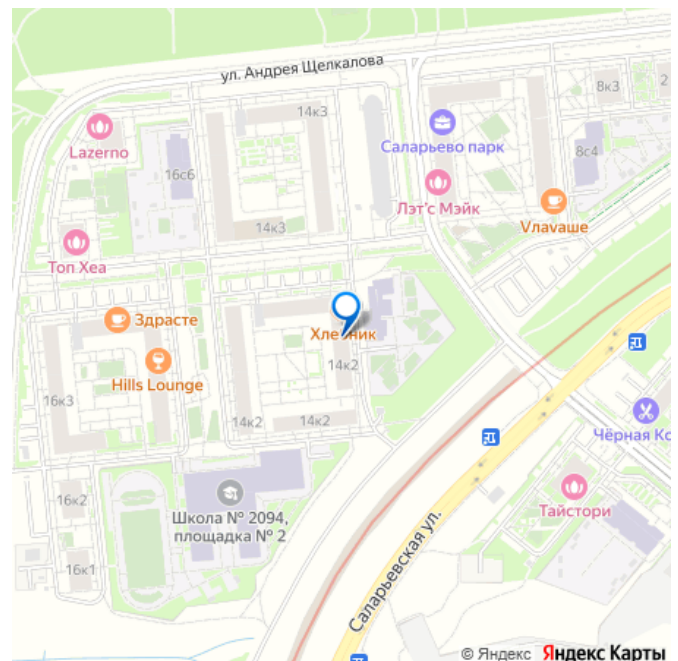 ул. Андрея Щелкалова
8к3
2
14к3
Lazerno
Саларьево парк
16с6
8с4
Лэт'с Мэйк
Vлаvаше
14к3
Топ Хеа
Здрасте
14к2
Hills Lounge
16к3
14к2
14к2
Чёрная Ко
Тайстори
16к2
Школа № 2094,
площадка № 2
16к1
Саларьевская ул.
© Яндекс Яндекс Карты